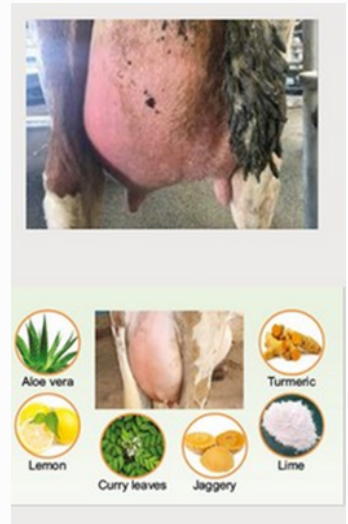 Aloe vera
Turmeric
Lemon
Curry leaves
Jaggery
Lime